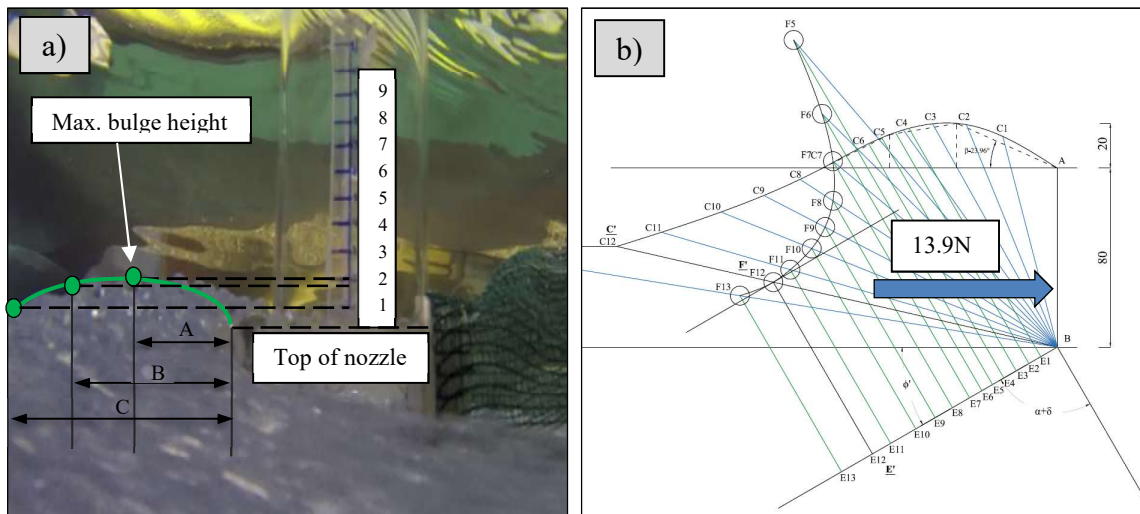 a)
Max. bulge height
9
8
7
6
5
4
3
2
1
A
B
C
Top of nozzle
b)
F5
F6
F7
C7
C6
C5
C4
C3
C2
C1
A
β=23.96°
20
80
C8
C9
C10
C11
C'
C12
F8
F9
F10
F11
F'
F12
F13
13.9N
B
E1
E2
E3
E4
E5
E6
E7
E8
E9
E10
E11
E12
E'
E13
ϕ'
α+δ